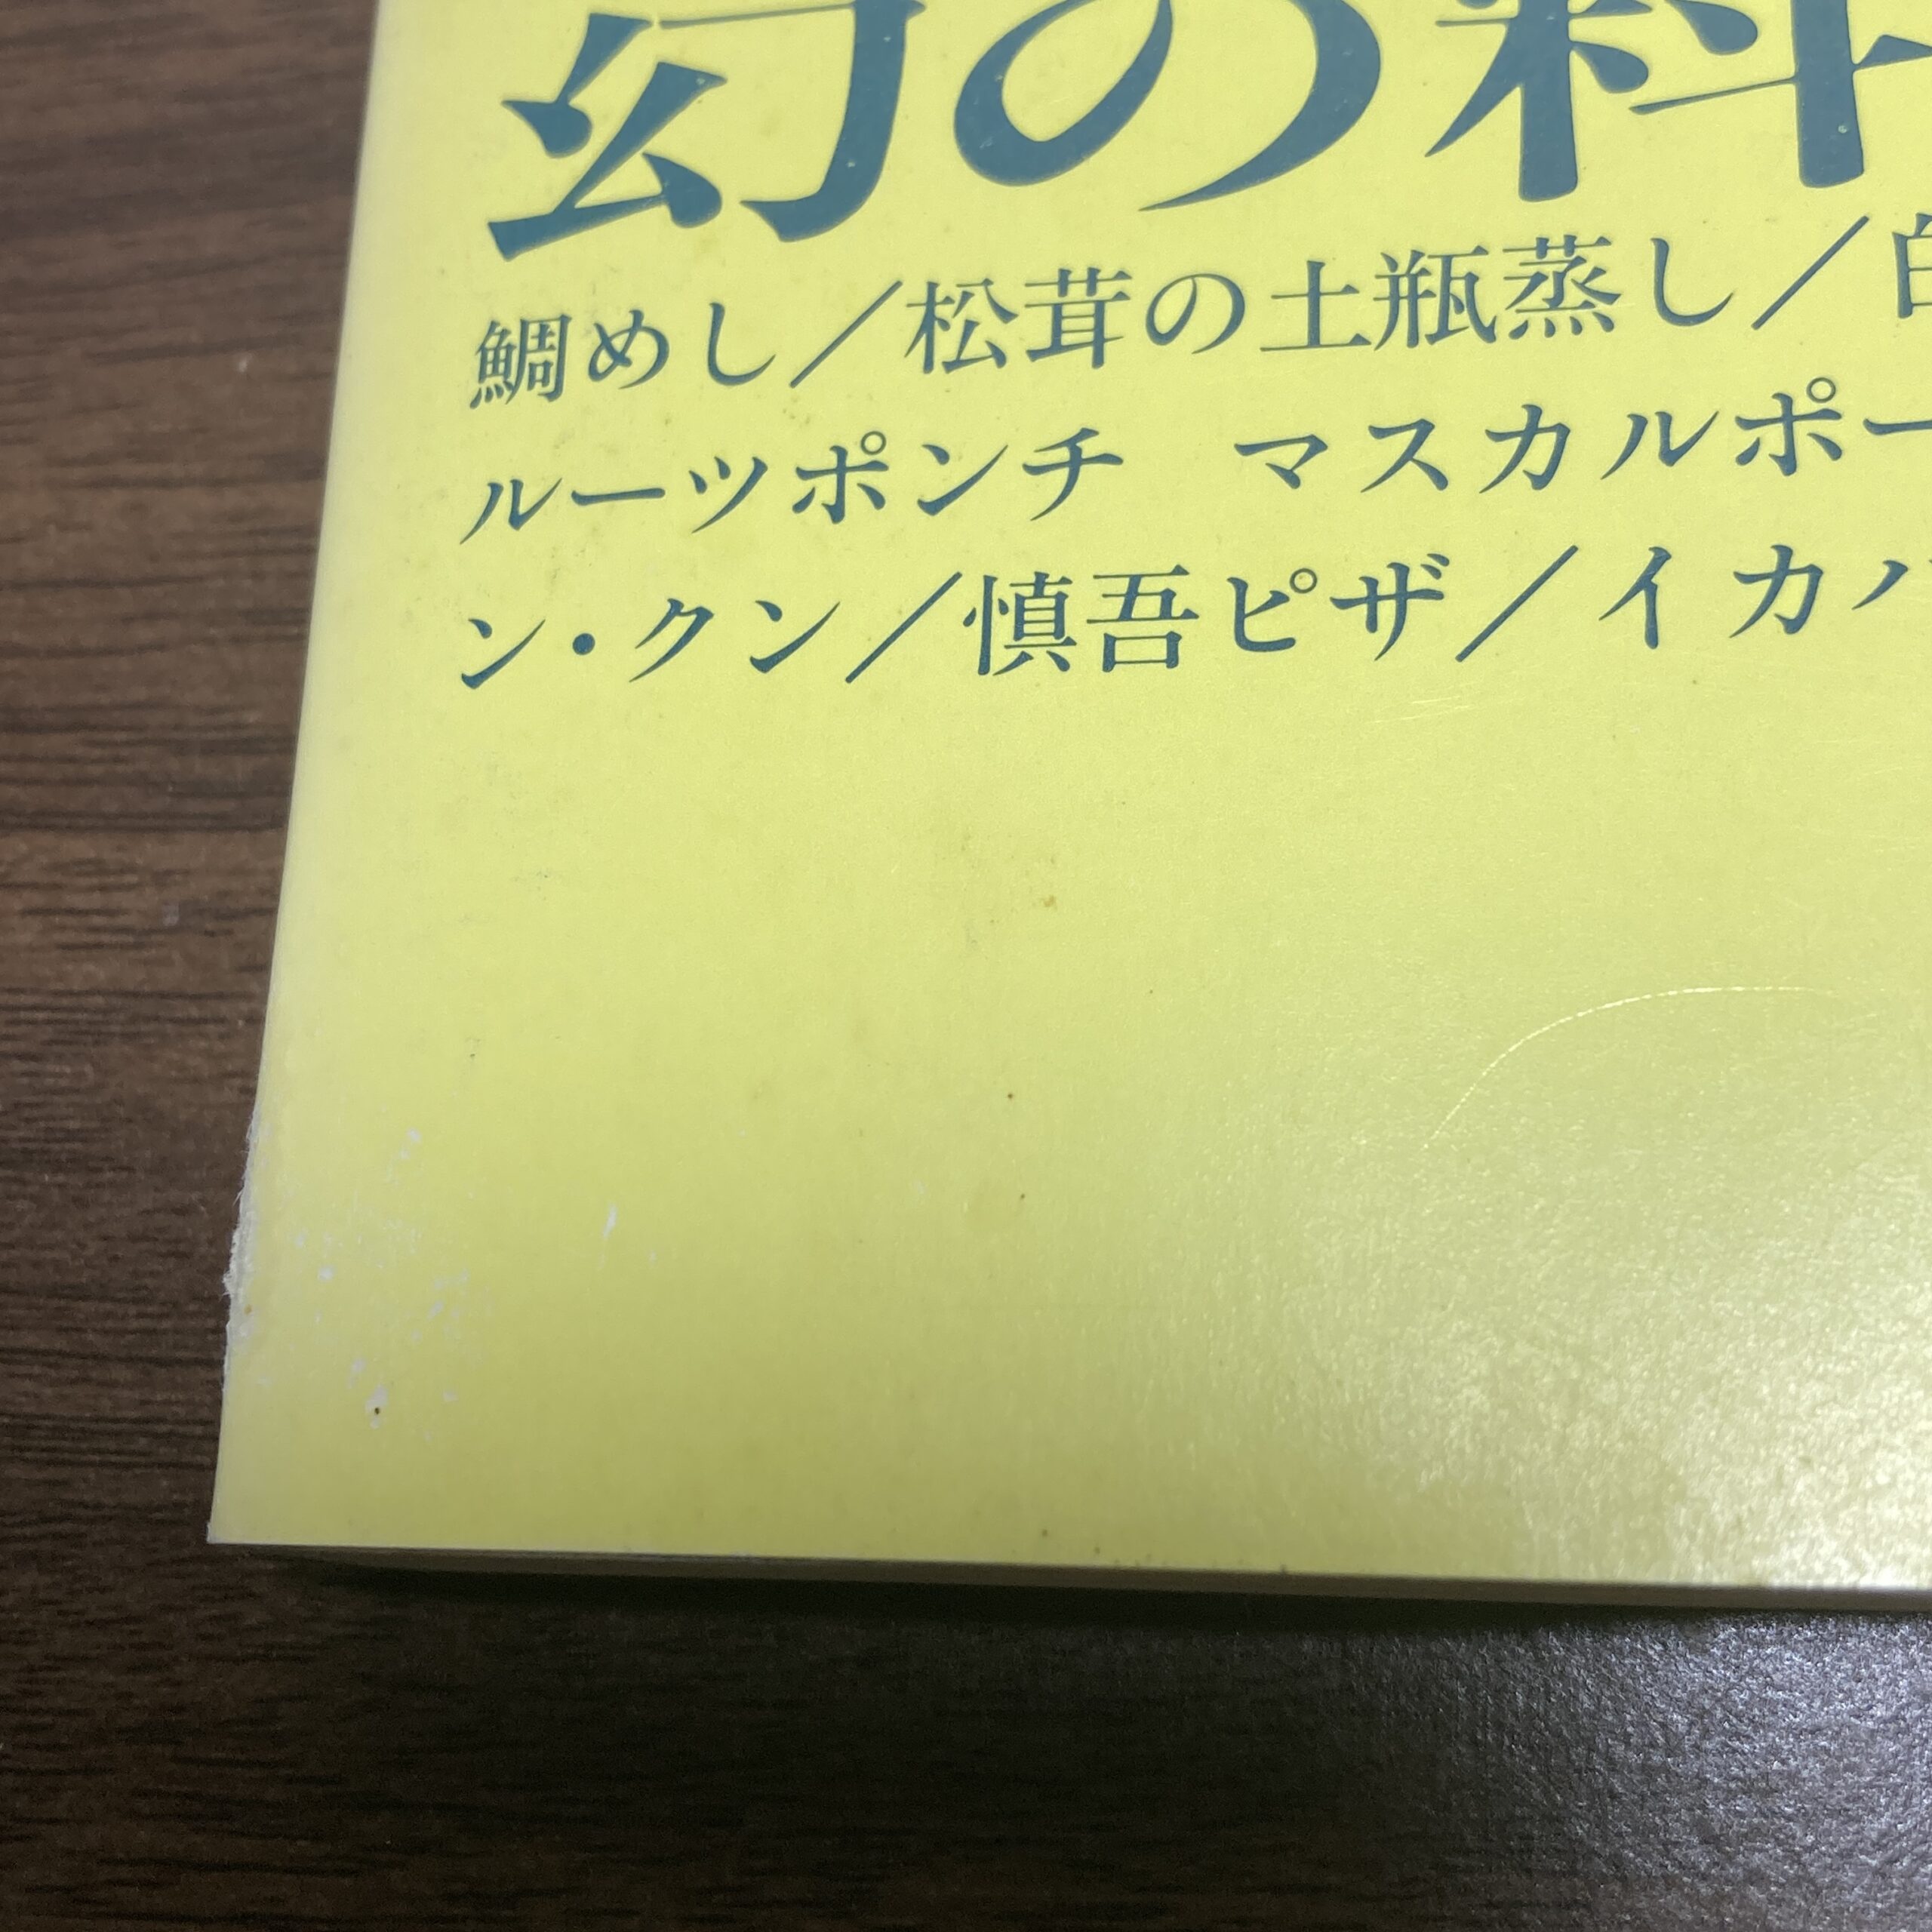 幻の料
鯛めし／松茸の土瓶蒸し／白
ルーツポンチ　マスカルポー
ン・クン／慎吾ピザ／イカ